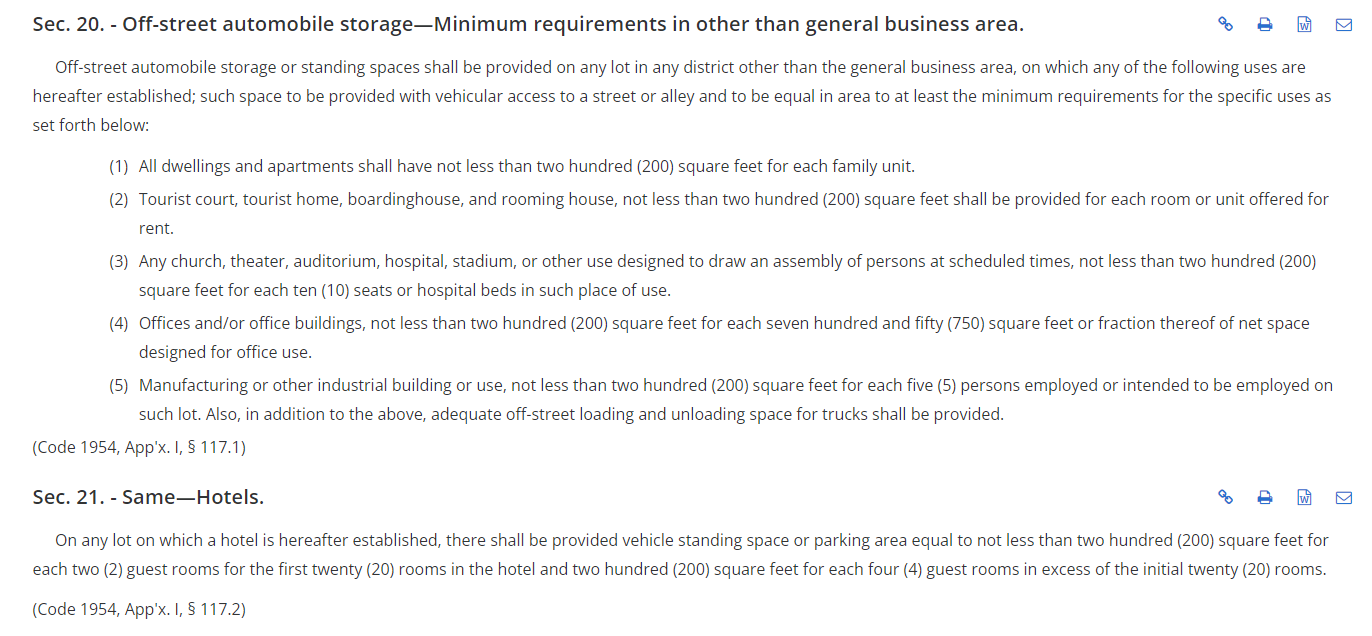 Sec. 20. - Off-street automobile storage—Minimum requirements in other than general business area.
Off-street automobile storage or standing spaces shall be provided on any lot in any district other than the general business area, on which any of the following uses are
hereafter established; such space to be provided with vehicular access to a street or alley and to be equal in area to at least the minimum requirements for the specific uses as
set forth below:
(1) All dwellings and apartments shall have not less than two hundred (200) square feet for each family unit.
(2) Tourist court, tourist home, boardinghouse, and rooming house, not less than two hundred (200) square feet shall be provided for each room or unit offered for
rent.
(3) Any church, theater, auditorium, hospital, stadium, or other use designed to draw an assembly of persons at scheduled times, not less than two hundred (200)
square feet for each ten (10) seats or hospital beds in such place of use.
(4) Offices and/or office buildings, not less than two hundred (200) square feet for each seven hundred and fifty (750) square feet or fraction thereof of net space
designed for office use.
(5) Manufacturing or other industrial building or use, not less than two hundred (200) square feet for each five (5) persons employed or intended to be employed on
such lot. Also, in addition to the above, adequate off-street loading and unloading space for trucks shall be provided.
(Code 1954, App'x. I, § 117.1)
Sec. 21. - Same—Hotels.
On any lot on which a hotel is hereafter established, there shall be provided vehicle standing space or parking area equal to not less than two hundred (200) square feet for
each two (2) guest rooms for the first twenty (20) rooms in the hotel and two hundred (200) square feet for each four (4) guest rooms in excess of the initial twenty (20) rooms.
(Code 1954, App'x. I, § 117.2)